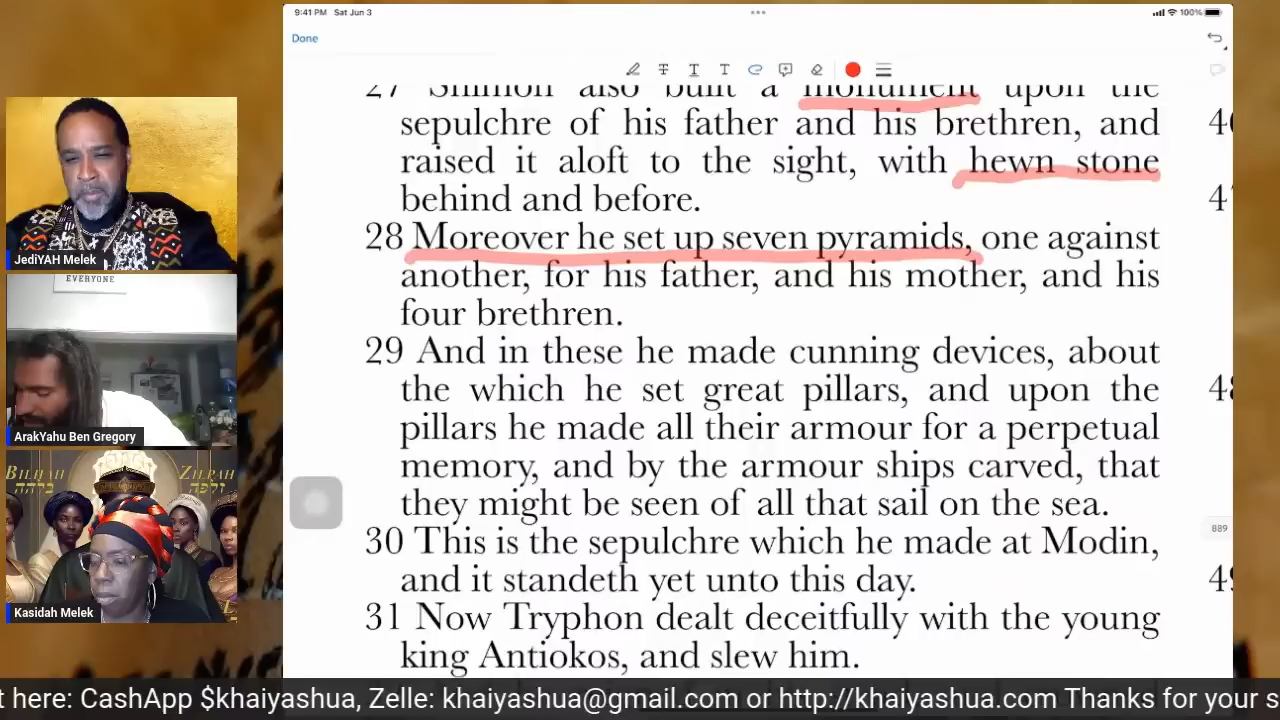 9:41 PM Sat Jun 3
100%
Done
27 Shimon also built a monument upon the
sepulchre of his father and his brethren, and
raised it aloft to the sight, with hewn stone
behind and before.
28 Moreover he set up seven pyramids, one against
another, for his father, and his mother, and his
four brethren.
29 And in these he made cunning devices, about
the which he set great pillars, and upon the
pillars he made all their armour for a perpetual
memory, and by the armour ships carved, that
they might be seen of all that sail on the sea.
30 This is the sepulchre which he made at Modin,
and it standeth yet unto this day.
31 Now Tryphon dealt deceitfully with the young
king Antiokos, and slew him.
48
889
JediYAH Melek
EVERYONE
ArakYahu Ben Gregory
BILHAH ZILPAH
בלהה זלפה
Kasidah Melek
t here: CashApp $khaiyashua, Zelle: khaiyashua@gmail.com or http://khaiyashua.com Thanks for your s